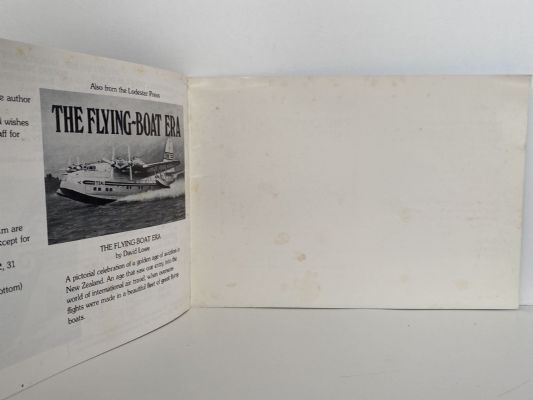 e author
wishes
aff for
m are
xcept for
2, 31
ottom)
Also from the Lodestar Press
THE FLYING-BOAT ERA
TEAL
THE FLYING-BOAT ERA
by David Lowe
A pictorial celebration of a golden age of aviation in
New Zealand. An age that saw our entry into the
world of international air travel, when overseas
flights were made in a beautiful fleet of great flying
boats.